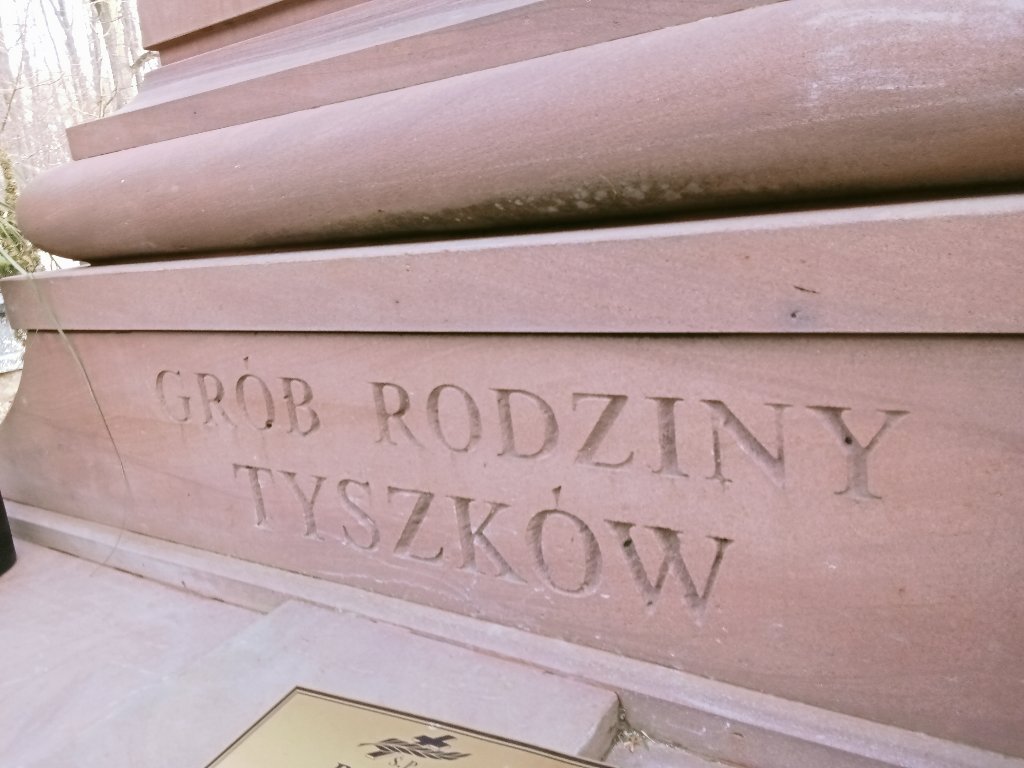 GRÓB RODZINY
TYSZKÓW
Ś.P.